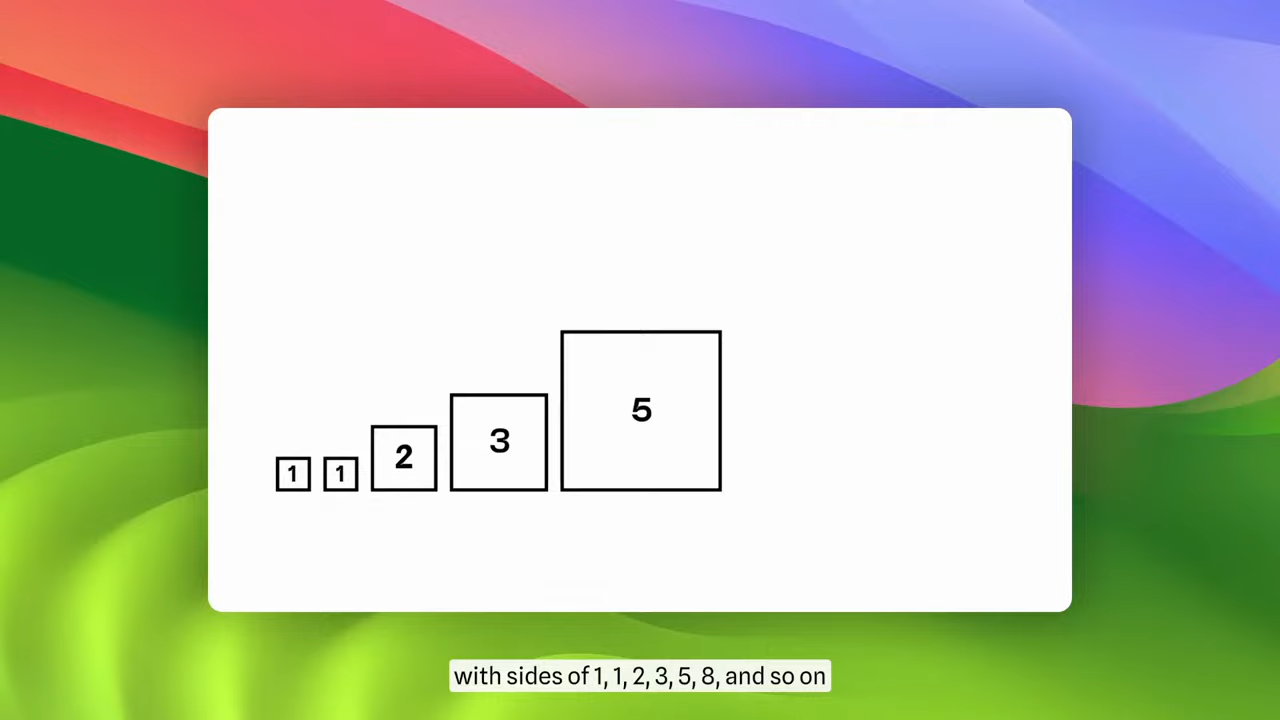 1 1 2 3 5
with sides of 1, 1, 2, 3, 5, 8, and so on